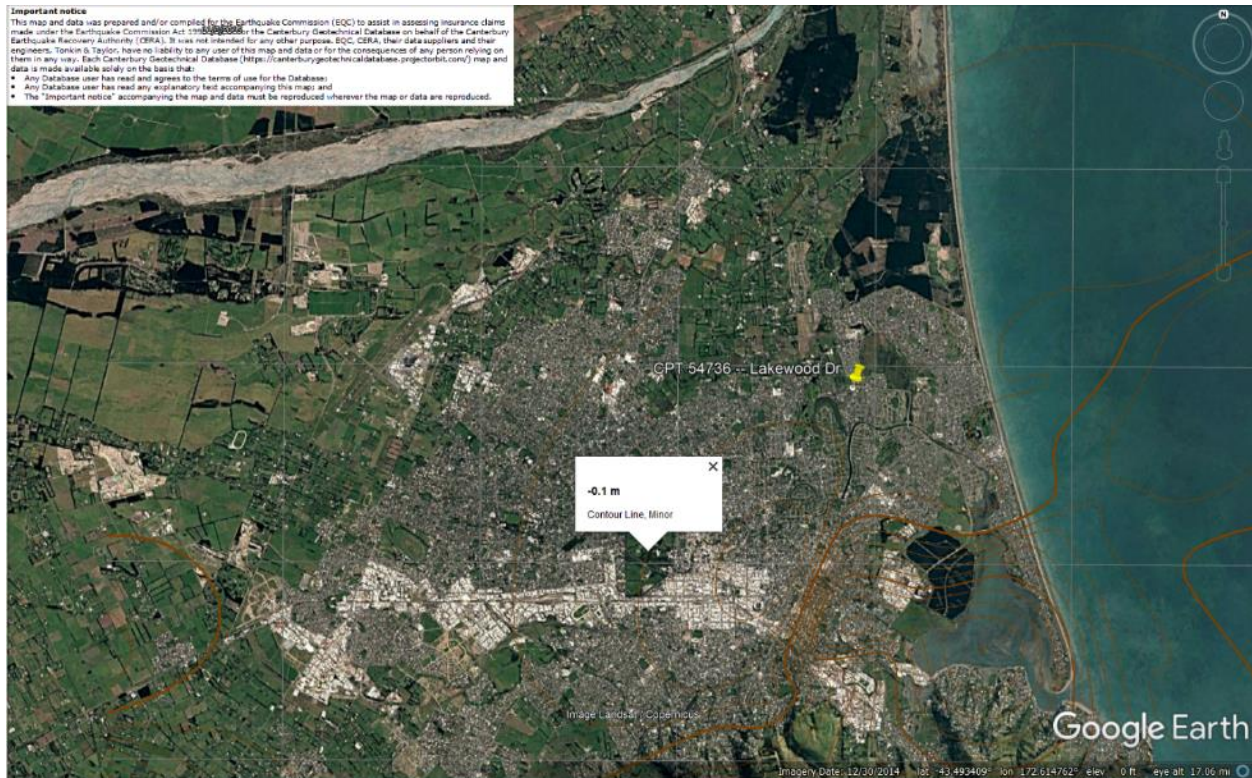 Important notice
This map and data was prepared and/or compiled for the Earthquake Commission (EQC) to assist in assessing insurance claims
made under the Earthquake Commission Act 1993 for the Canterbury Geotechnical Database on behalf of the Canterbury
Earthquake Recovery Authority (CERA). It was not intended for any other purpose. EQC, CERA, their data suppliers and their
engineers, Tonkin & Taylor, have no liability to any user of this map and data or for the consequences of any person relying on
them in any way. Each Canterbury Geotechnical Database (https://canterburygeotechnicaldatabase.projectorbit.com/) map and
data is made available solely on the basis that:
• Any Database user has read and agrees to the terms of use for the Database;
• Any Database user has read any explanatory text accompanying this map; and
• The "Important notice" accompanying the map and data must be reproduced wherever the map or data are reproduced.
N
CPT 54736 -- Lakewood Dr
-0.1 m
Contour Line, Minor
Image Landsat / Copernicus
Google Earth
Imagery Date: 12/30/2014 lat -43.493409° lon 172.614762° elev 0 ft eye alt 17.06 mi